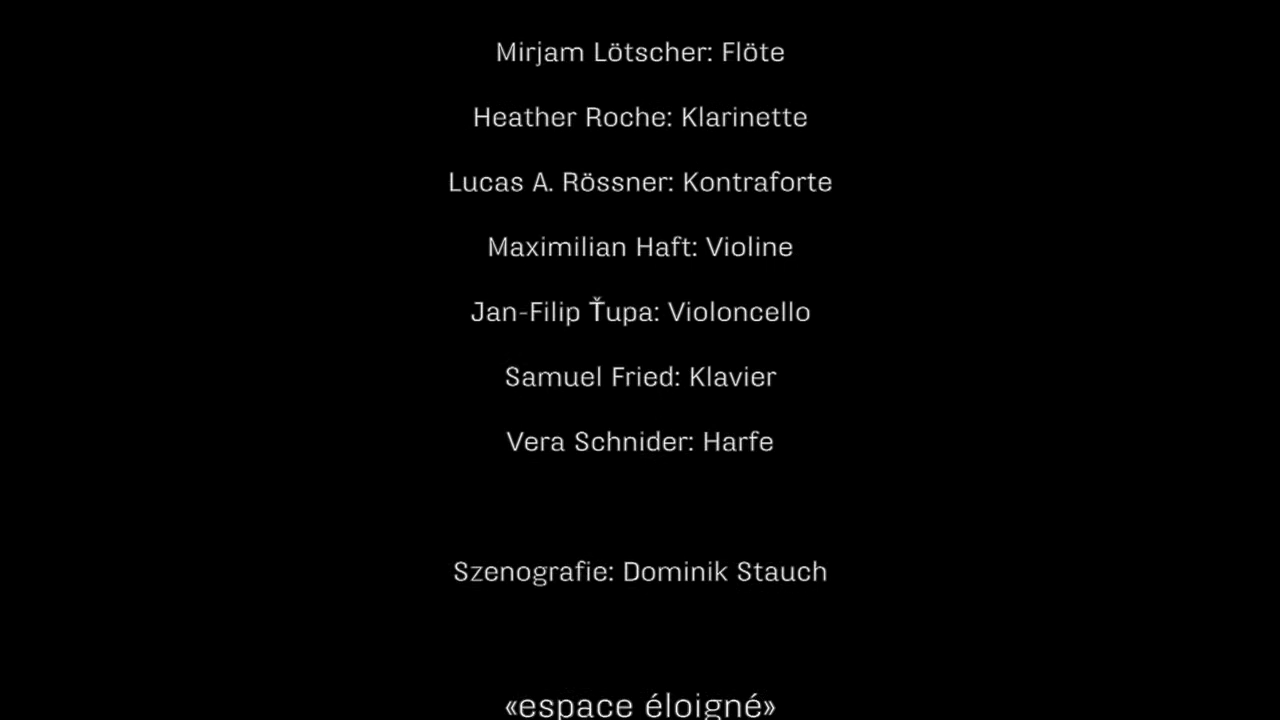 Mirjam Lötscher: Flöte
Heather Roche: Klarinette
Lucas A. Rössner: Kontraforte
Maximilian Haft: Violine
Jan-Filip Ťupa: Violoncello
Samuel Fried: Klavier
Vera Schnider: Harfe
Szenografie: Dominik Stauch
«espace éloigné»